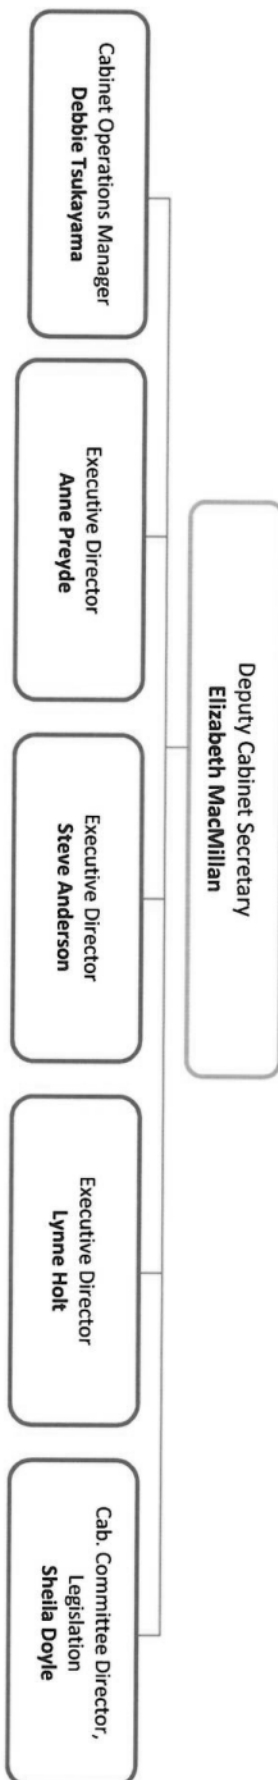 Deputy Cabinet Secretary
Elizabeth MacMillan
Cabinet Operations Manager
Debbie Tsukayama
Executive Director
Anne Preyde
Executive Director
Steve Anderson
Executive Director
Lynne Holt
Cab. Committee Director,
Legislation
Sheila Doyle